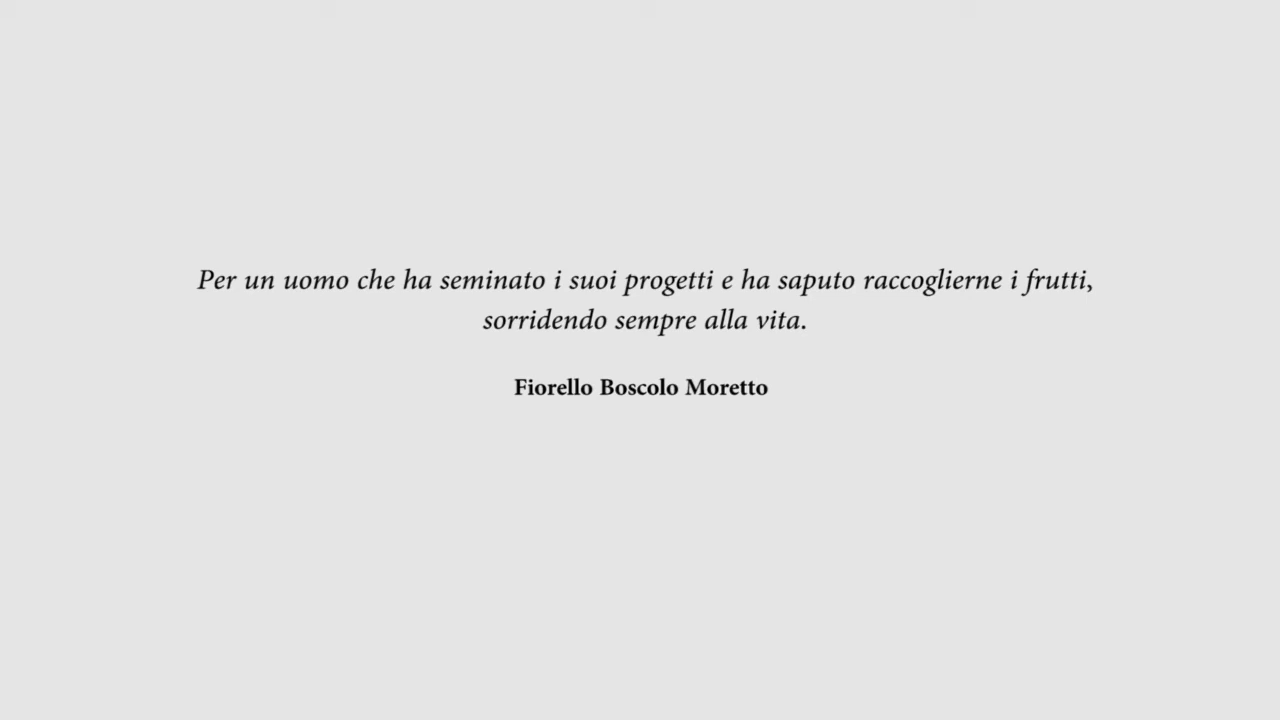 Per un uomo che ha seminato i suoi progetti e ha saputo raccoglierne i frutti,
sorridendo sempre alla vita.
Fiorello Boscolo Moretto